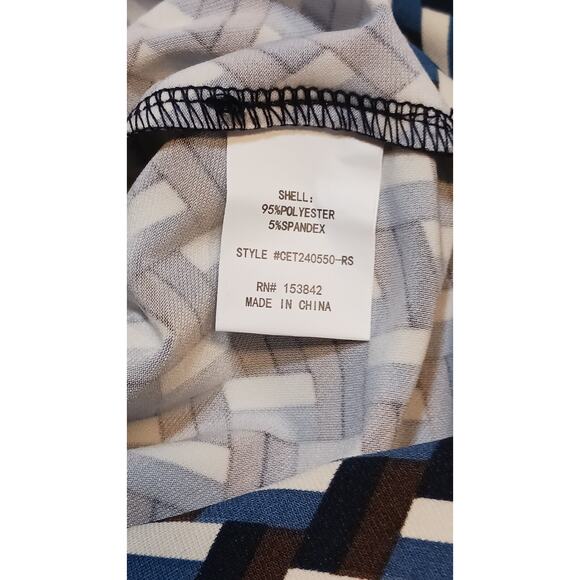 SHELL:
95%POLYESTER
5%SPANDEX
STYLE #CET240550-RS
RN# 153842
MADE IN CHINA